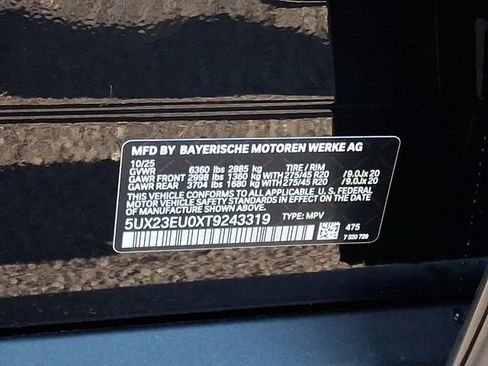 MFD BY BAYERISCHE MOTOREN WERKE AG
10/25
GVWR 6360 lbs 2885 kg TIRE / RIM
GAWR FRONT 2998 lbs 1360 kg WITH 275/45 R20 /9.0Jx 20
GAWR REAR 3704 lbs 1680 kg WITH 275/45 R20 /9.0Jx 20
THIS VEHICLE CONFORMS TO ALL APPLICABLE U.S. FEDERAL
MOTOR VEHICLE SAFETY STANDARDS IN EFFECT ON THE
DATE OF MANUFACTURE SHOWN ABOVE.
5UX23EU0XT9243319 TYPE: MPV
475
7 320 729